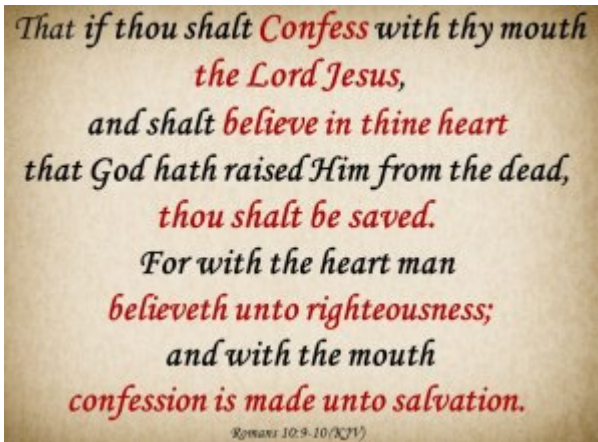 That if thou shalt Confess with thy mouth
the Lord Jesus,
and shalt believe in thine heart
that God hath raised Him from the dead,
thou shalt be saved.
For with the heart man
believeth unto righteousness;
and with the mouth
confession is made unto salvation.
Romans 10:9-10 (KJV)